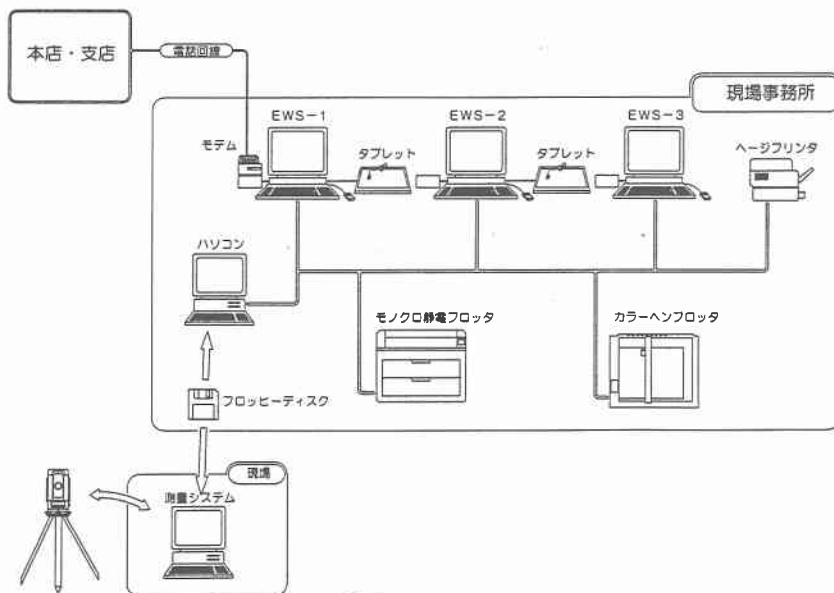 本店・支店
電話回線
現場事務所
EWS-1
EWS-2
EWS-3
モデム
タブレット
タブレット
ページプリンタ
パソコン
モノクロ静電プロッタ
カラーペンプロッタ
フロッピーディスク
現場
測量システム